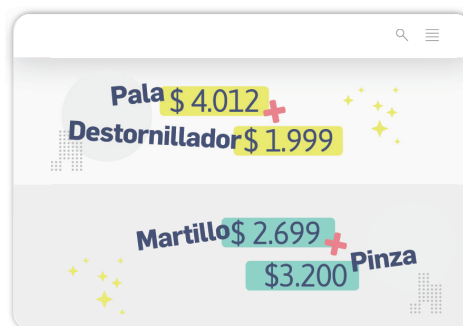 Pala $ 4.012 +
Destornillador $ 1.999
Martillo $ 2.699 +
$3.200 Pinza